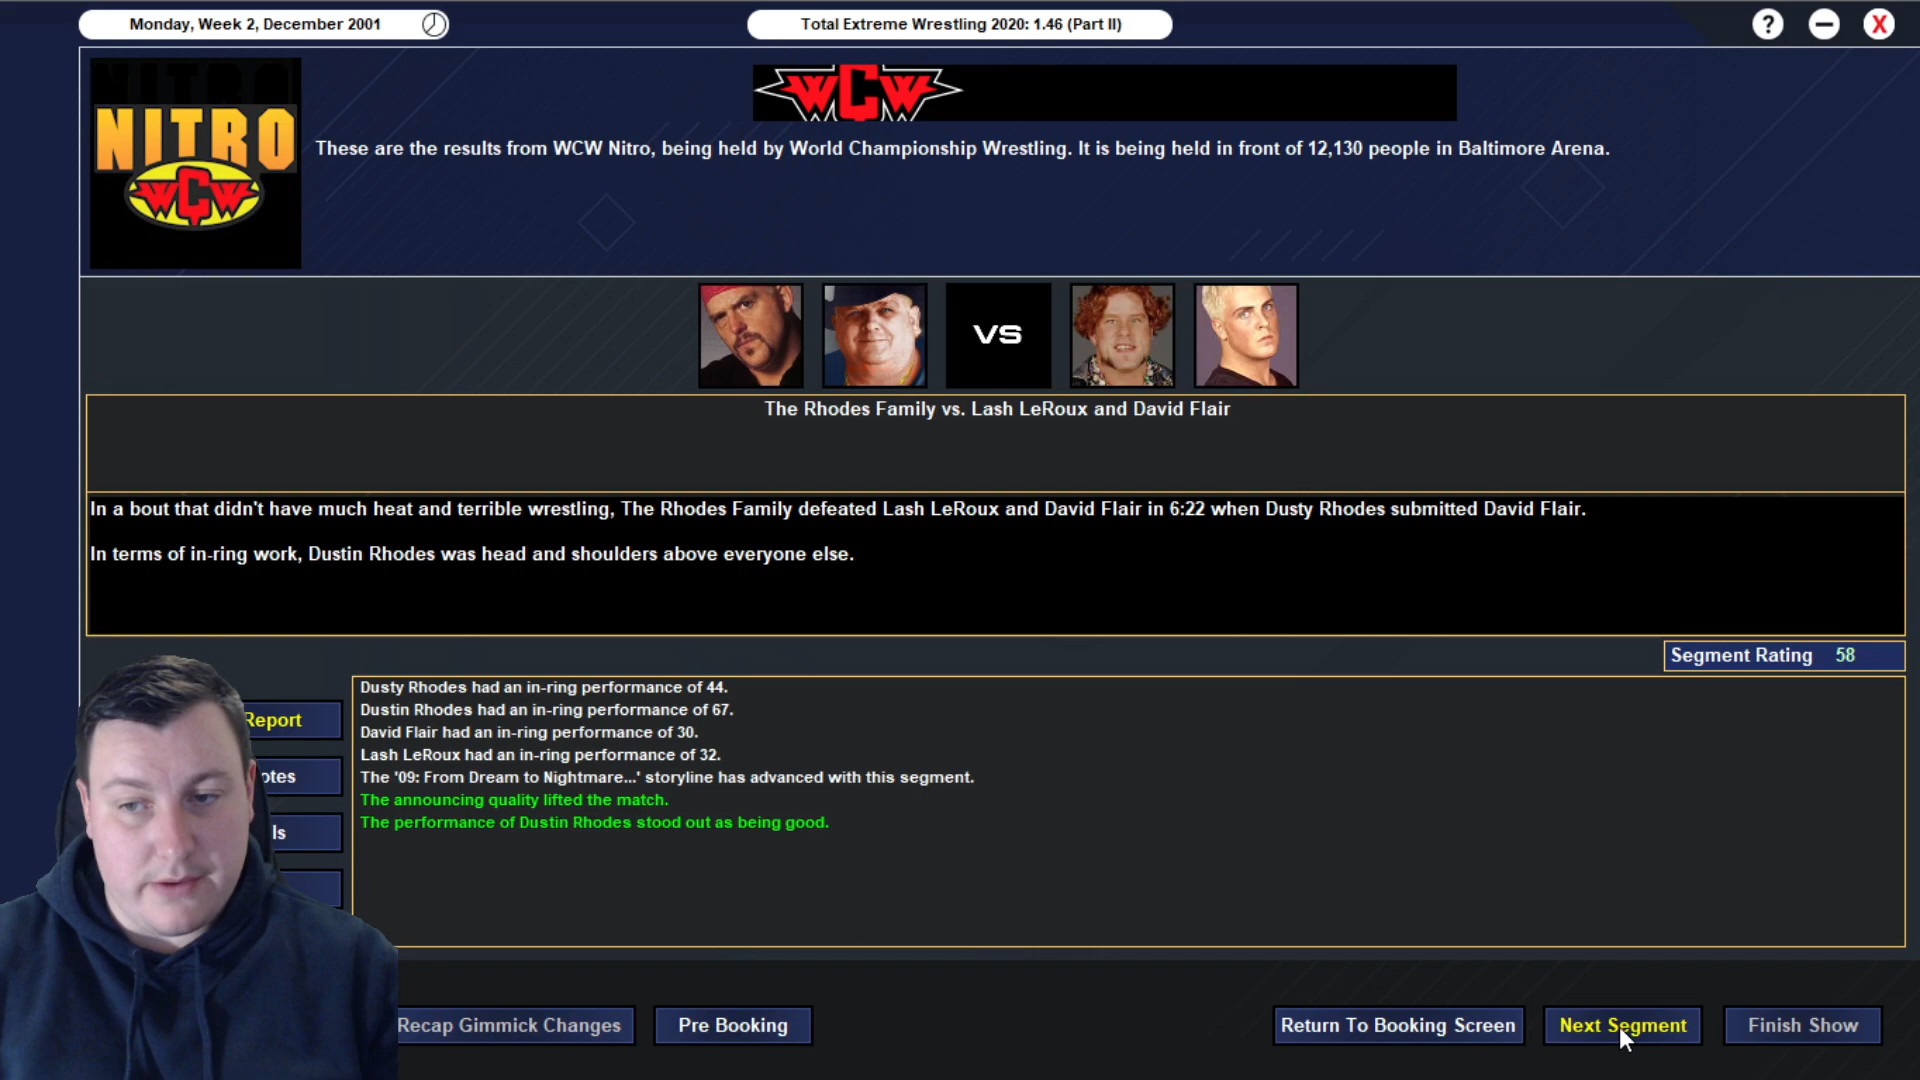 Monday, Week 2, December 2001
Total Extreme Wrestling 2020: 1.46 (Part II)
?
X
NITRO
WCW
WCW
These are the results from WCW Nitro, being held by World Championship Wrestling. It is being held in front of 12,130 people in Baltimore Arena.
VS
The Rhodes Family vs. Lash LeRoux and David Flair
In a bout that didn't have much heat and terrible wrestling, The Rhodes Family defeated Lash LeRoux and David Flair in 6:22 when Dusty Rhodes submitted David Flair.
In terms of in-ring work, Dustin Rhodes was head and shoulders above everyone else.
Segment Rating 58
Report
otes
ls
Dusty Rhodes had an in-ring performance of 44.
Dustin Rhodes had an in-ring performance of 67.
David Flair had an in-ring performance of 30.
Lash LeRoux had an in-ring performance of 32.
The '09: From Dream to Nightmare...' storyline has advanced with this segment.
The announcing quality lifted the match.
The performance of Dustin Rhodes stood out as being good.
Recap Gimmick Changes
Pre Booking
Return To Booking Screen
Next Segment
Finish Show